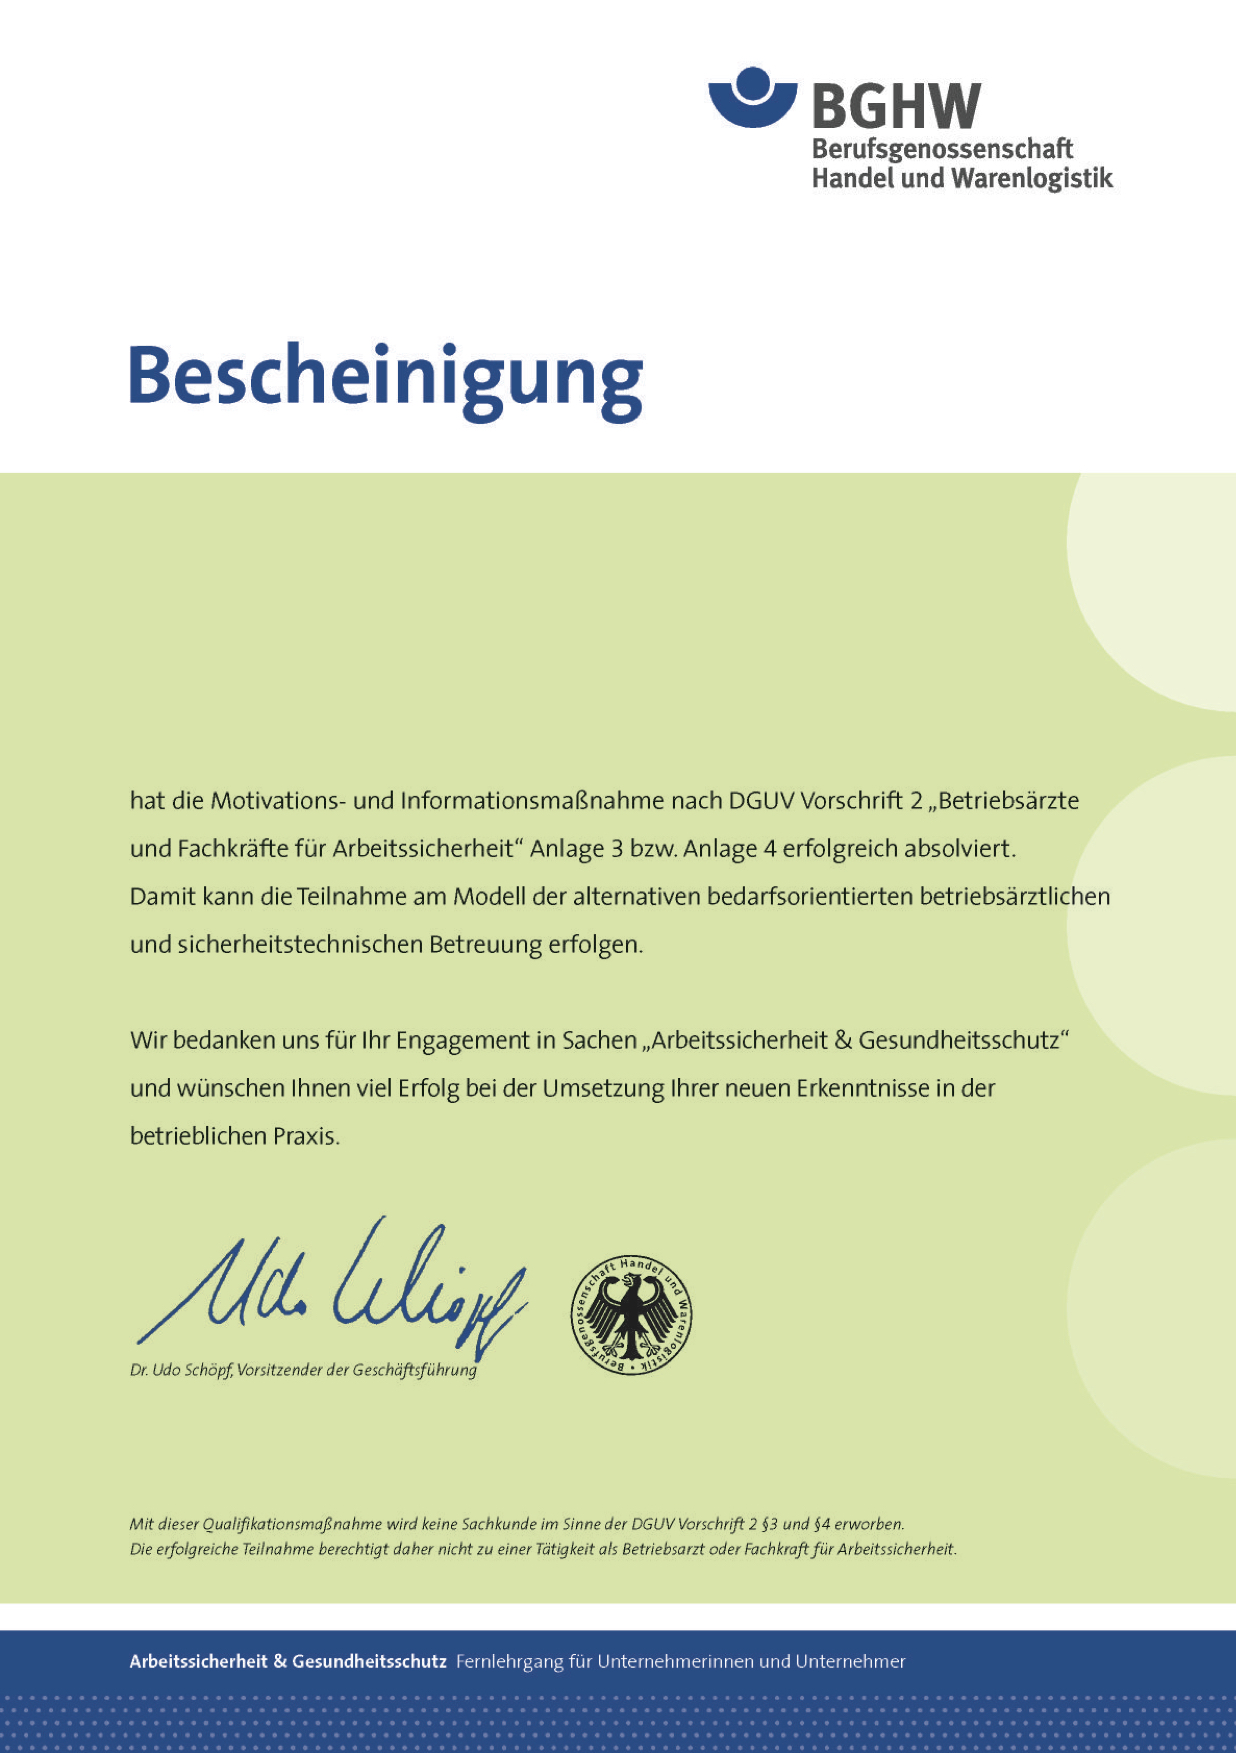 BGHW
Berufsgenossenschaft
Handel und Warenlogistik
Bescheinigung
hat die Motivations- und Informationsmaßnahme nach DGUV Vorschrift 2 „Betriebsärzte
und Fachkräfte für Arbeitssicherheit“ Anlage 3 bzw. Anlage 4 erfolgreich absolviert.
Damit kann die Teilnahme am Modell der alternativen bedarfsorientierten betriebsärztlichen
und sicherheitstechnischen Betreuung erfolgen.
Wir bedanken uns für Ihr Engagement in Sachen „Arbeitssicherheit & Gesundheitsschutz“
und wünschen Ihnen viel Erfolg bei der Umsetzung Ihrer neuen Erkenntnisse in der
betrieblichen Praxis.
Udo Schöpf
Berufsgenossenschaft Handel und Warenlogistik •
Dr. Udo Schöpf, Vorsitzender der Geschäftsführung
Mit dieser Qualifikationsmaßnahme wird keine Sachkunde im Sinne der DGUV Vorschrift 2 §3 und §4 erworben.
Die erfolgreiche Teilnahme berechtigt daher nicht zu einer Tätigkeit als Betriebsarzt oder Fachkraft für Arbeitssicherheit.
Arbeitssicherheit & Gesundheitsschutz Fernlehrgang für Unternehmerinnen und Unternehmer